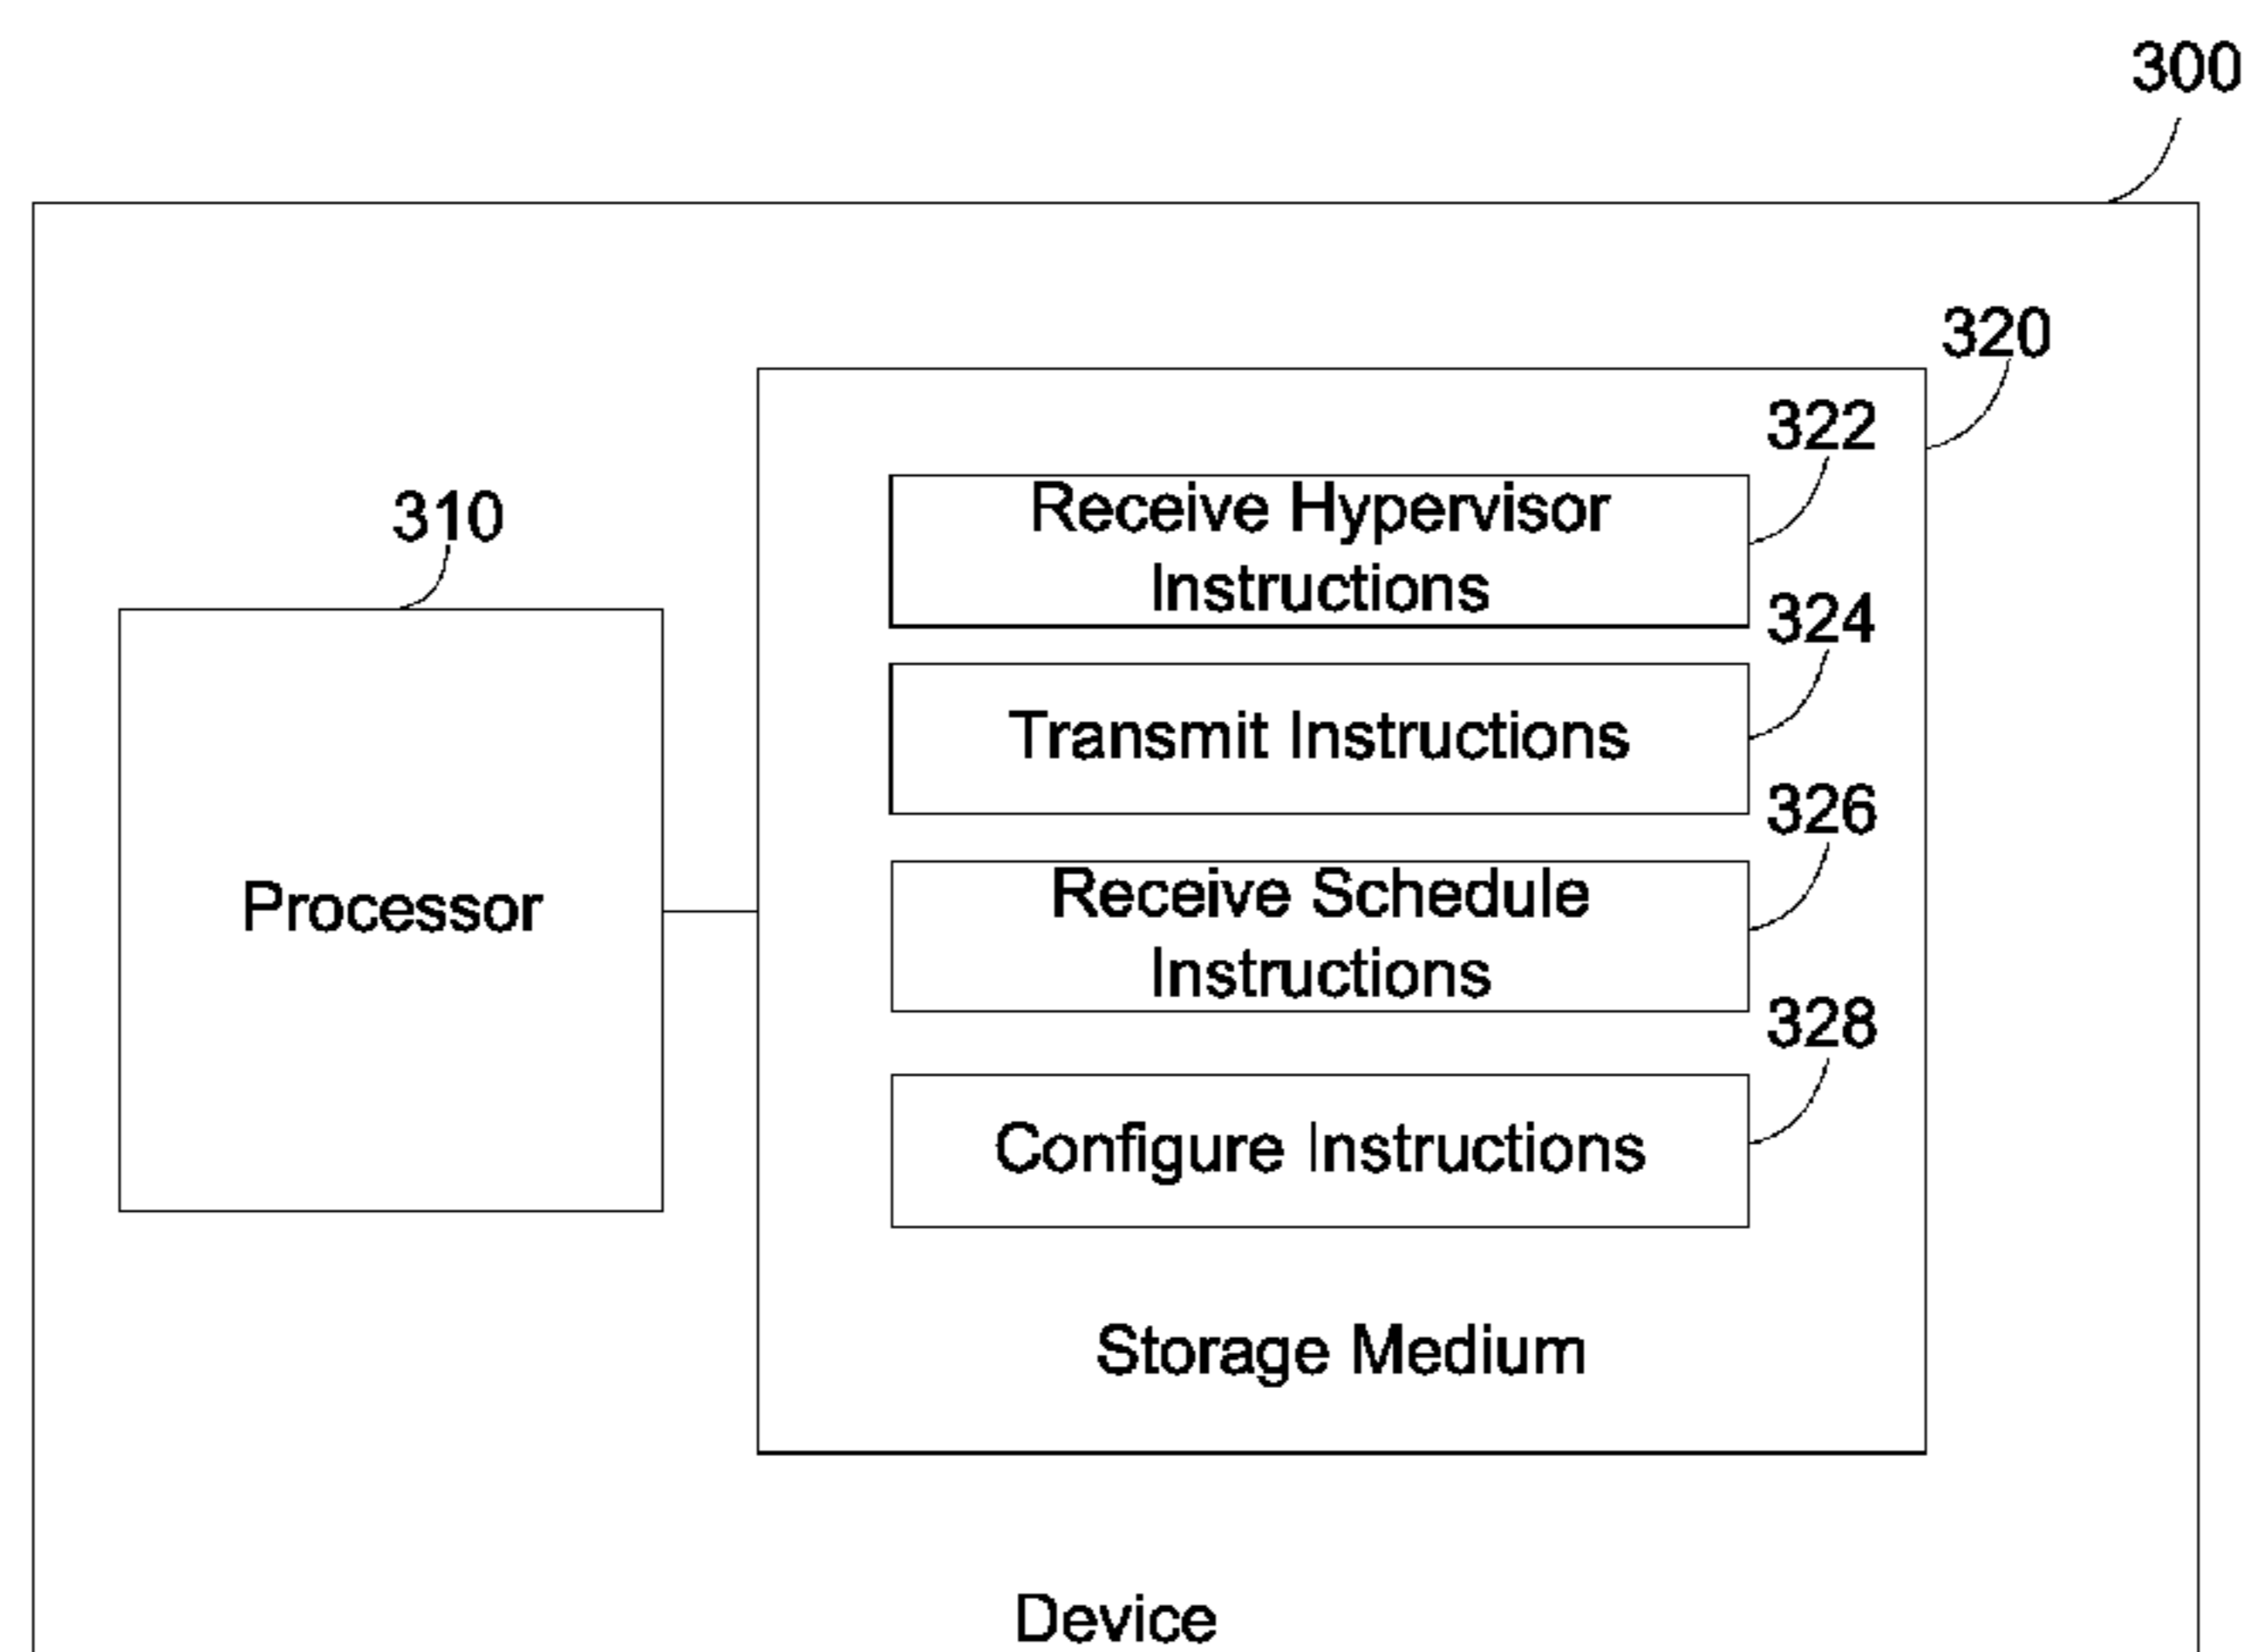 300
320
322
Receive Hypervisor
Instructions
310
324
Transmit Instructions
326
Receive Schedule
Instructions
Processor
328
Configure Instructions
Storage Medium
Device